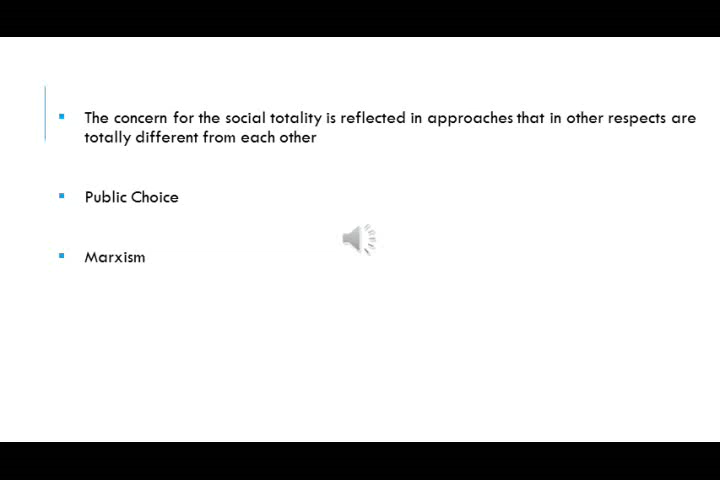 The concern for the social totality is reflected in approaches that in other respects are
totally different from each other
Public Choice
Marxism